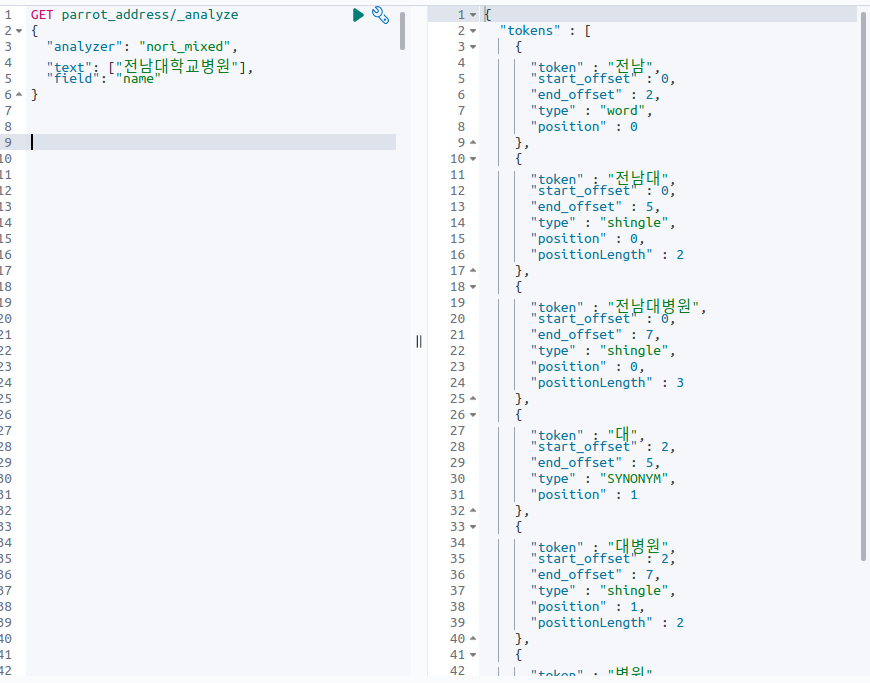 1 GET parrot_address/_analyze
2 {
3 "analyzer": "nori_mixed",
4 "text": ["전남대학교병원"],
5 "field": "name"
6 }
7
8
9
10
11
12
13
14
15
16
17
18
19
20
21
22
23
24
25
26
27
28
29
30
31
32
33
34
35
36
37
38
39
40
41
42
1 {
2 "tokens" : [
3 {
4 "token" : "전남",
5 "start_offset" : 0,
6 "end_offset" : 2,
7 "type" : "word",
8 "position" : 0
9 },
10 {
11 "token" : "전남대",
12 "start_offset" : 0,
13 "end_offset" : 5,
14 "type" : "shingle",
15 "position" : 0,
16 "positionLength" : 2
17 },
18 {
19 "token" : "전남대병원",
20 "start_offset" : 0,
21 "end_offset" : 7,
22 "type" : "shingle",
23 "position" : 0,
24 "positionLength" : 3
25 },
26 {
27 "token" : "대",
28 "start_offset" : 2,
29 "end_offset" : 5,
30 "type" : "SYNONYM",
31 "position" : 1
32 },
33 {
34 "token" : "대병원",
35 "start_offset" : 2,
36 "end_offset" : 7,
37 "type" : "shingle",
38 "position" : 1,
39 "positionLength" : 2
40 },
41 {
42 "token" : "병원",